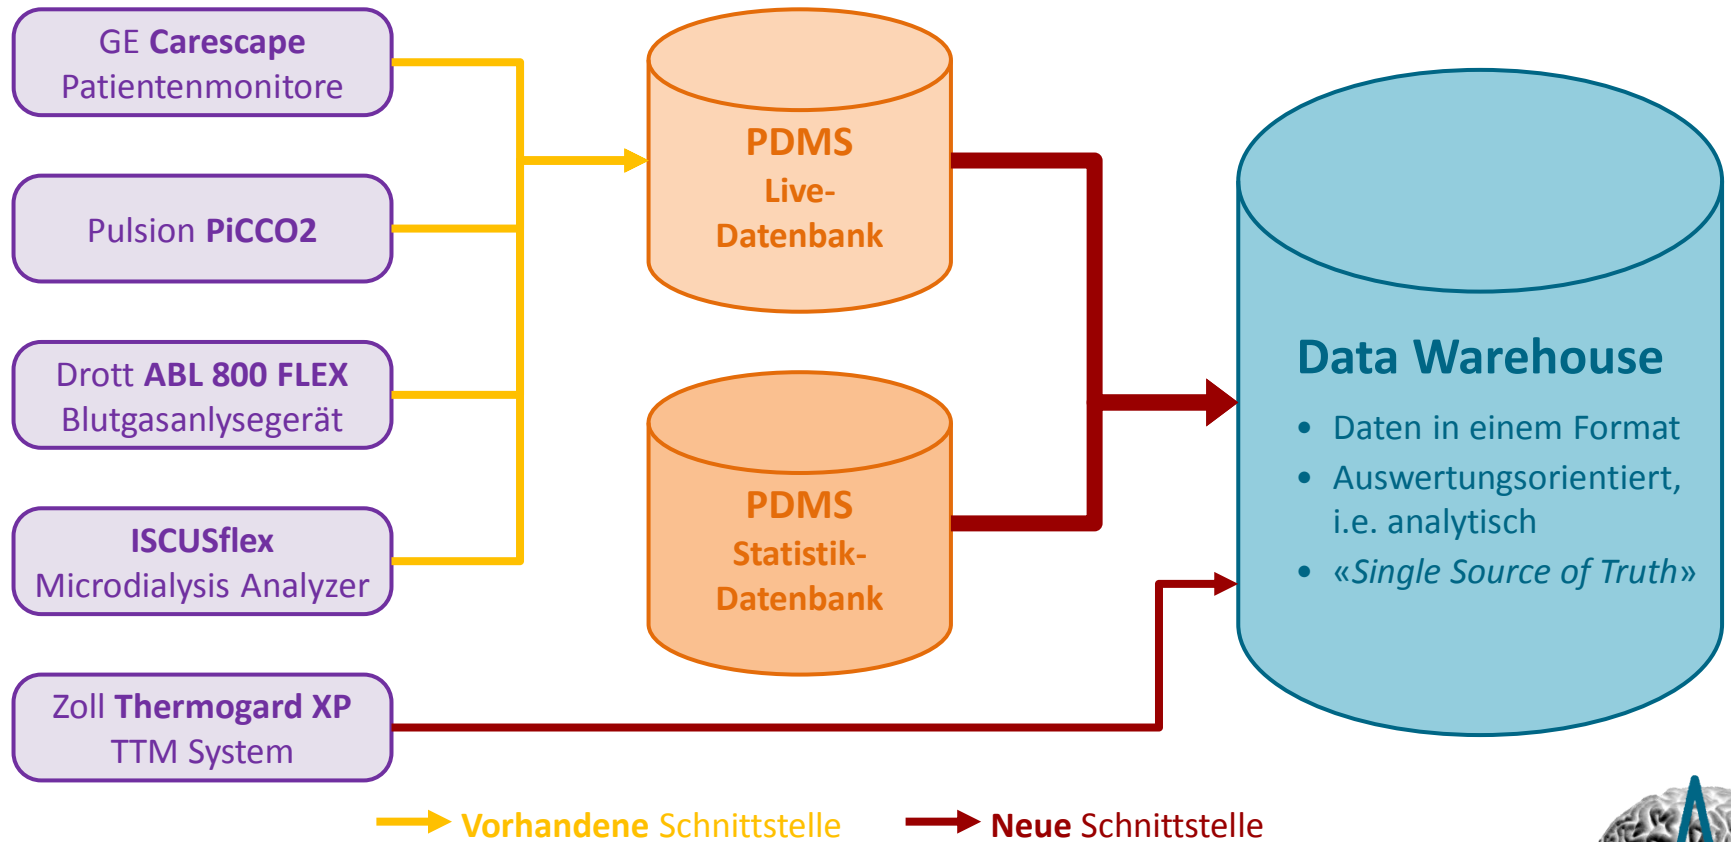 GE Carescape
Patientenmonitore
Pulsion PiCCO2
Drott ABL 800 FLEX
Blutgasanlysegerät
ISCUSflex
Microdialysis Analyzer
Zoll Thermogard XP
TTM System
PDMS
Live-
Datenbank
PDMS
Statistik-
Datenbank
Data Warehouse
• Daten in einem Format
• Auswertungsorientiert,
i.e. analytisch
• «Single Source of Truth»
Vorhandene Schnittstelle
Neue Schnittstelle